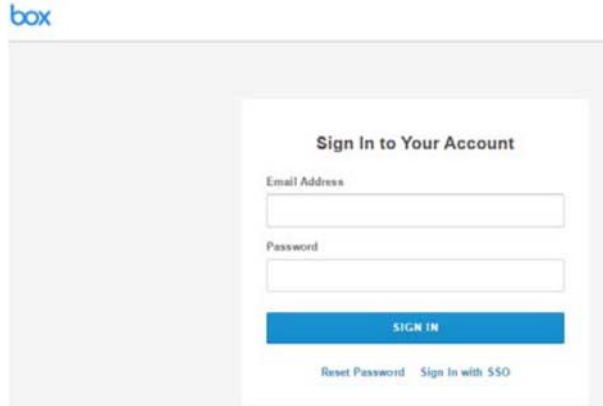 box
Sign In to Your Account
Email Address
Password
SIGN IN
Reset Password Sign In with SSO